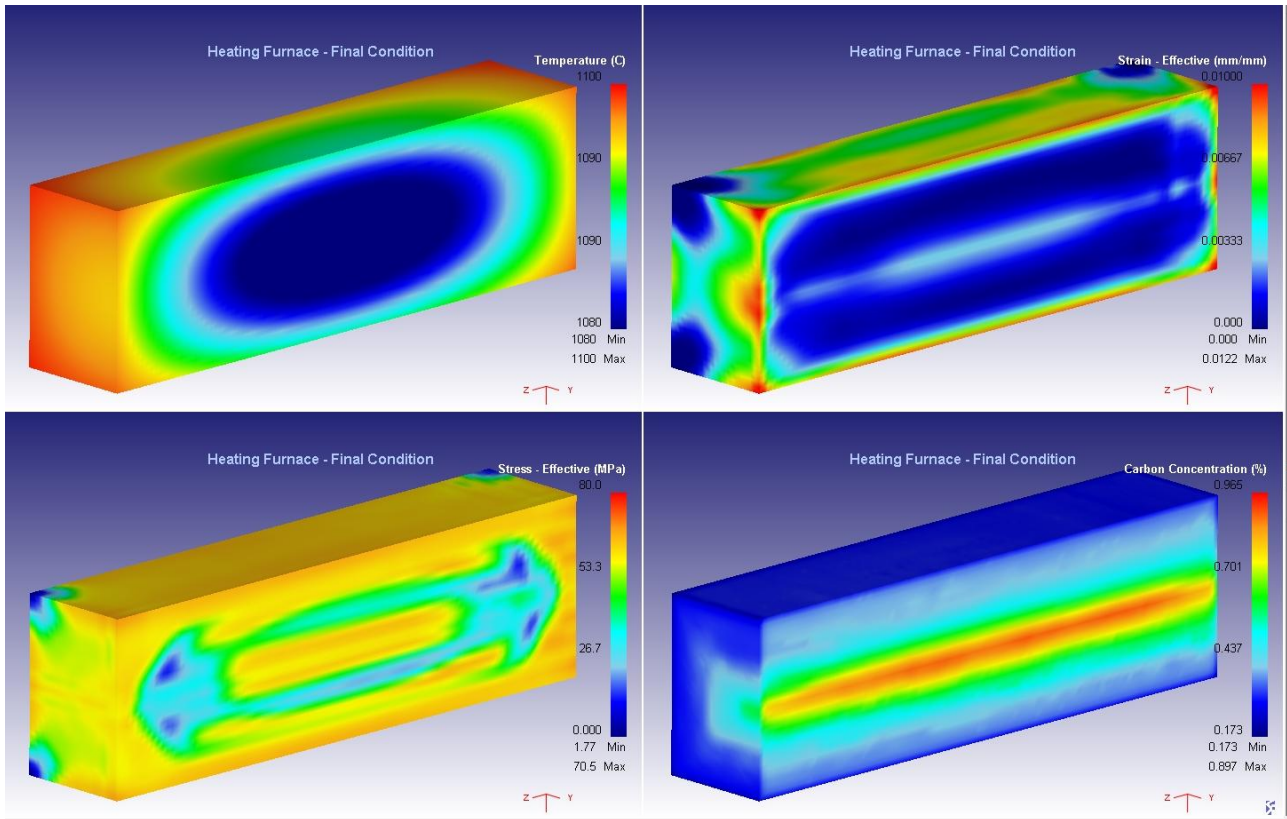 Heating Furnace - Final Condition
Temperature (C)
1100
1090
1090
1080
1080 Min
1100 Max
Z Y
Heating Furnace - Final Condition
Strain - Effective (mm/mm)
0.01000
0.00667
0.00333
0.000
0.000 Min
0.0122 Max
Z Y
Heating Furnace - Final Condition
Stress - Effective (MPa)
80.0
53.3
26.7
0.000
1.77 Min
70.5 Max
Z Y
Heating Furnace - Final Condition
Carbon Concentration (%)
0.965
0.701
0.437
0.173
0.173 Min
0.897 Max
Z Y